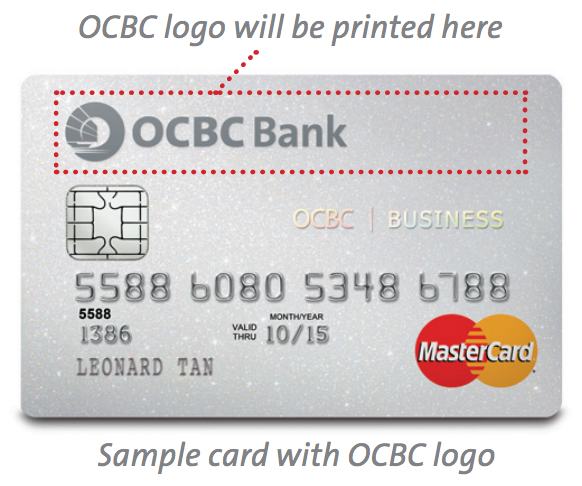 OCBC logo will be printed here
OCBC Bank
OCBC | BUSINESS
5588 6080 5348 6788
5588
MONTH/YEAR
1386 VALID THRU 10/15
LEONARD TAN
MasterCard
Sample card with OCBC logo